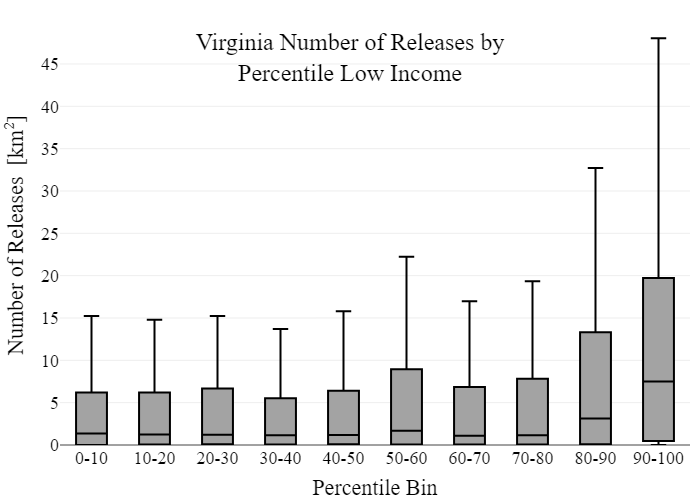 Virginia Number of Releases by
Percentile Low Income
Number of Releases [km²]
45
40
35
30
25
20
15
10
5
0
0-10 10-20 20-30 30-40 40-50 50-60 60-70 70-80 80-90 90-100
Percentile Bin